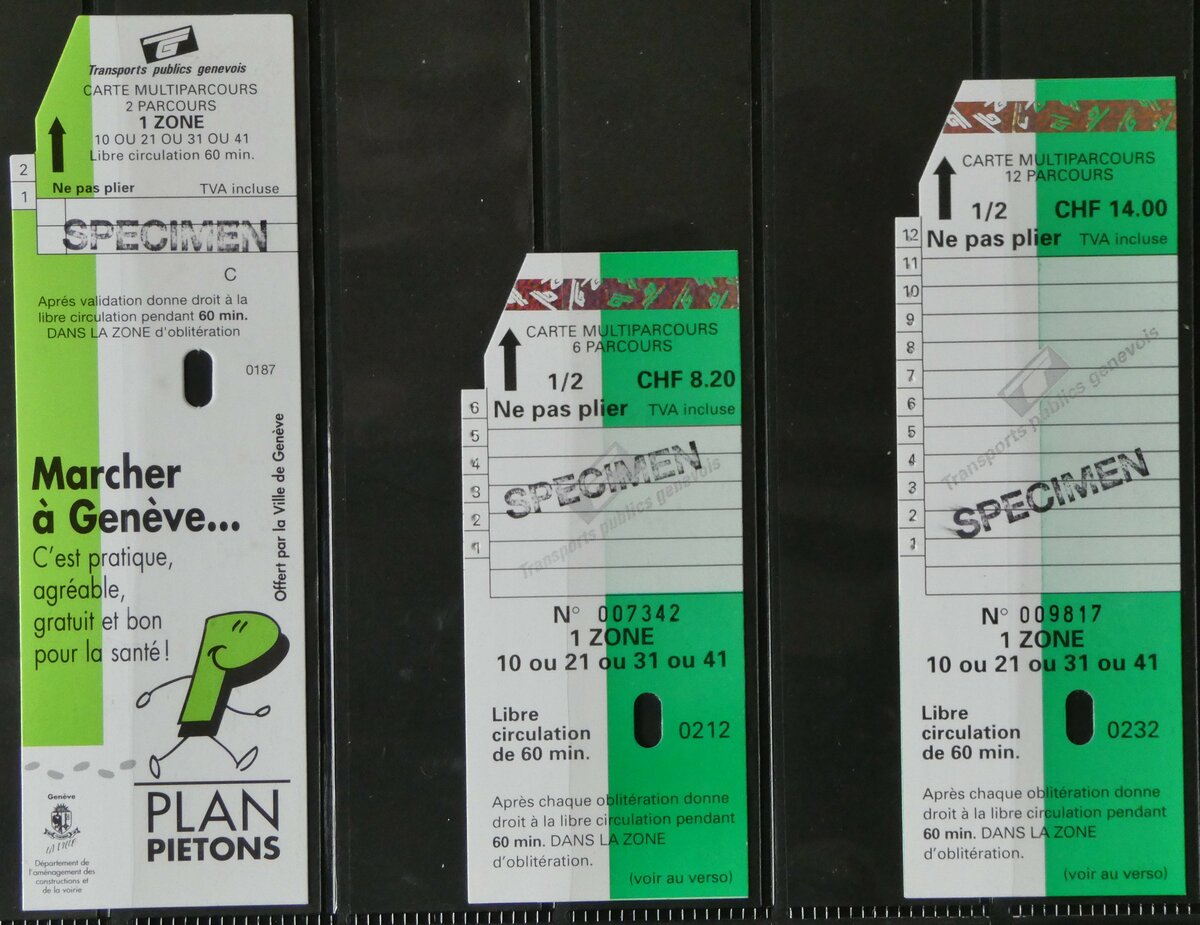 Transports publics genevois
CARTE MULTIPARCOURS
2 PARCOURS
1 ZONE
10 OU 21 OU 31 OU 41
Libre circulation 60 min.
2
1
Ne pas plier
TVA incluse
SPECIMEN
C
Aprés validation donne droit à la
libre circulation pendant 60 min.
DANS LA ZONE d'oblitération
0187
Offert par la Ville de Genève
Marcher
à Genève...
C'est pratique,
agréable,
gratuit et bon
pour la santé!
PLAN
PIETONS
Genève
LA VILLE
Département de
l'aménagement des
constructions et
de la voirie
CARTE MULTIPARCOURS
6 PARCOURS
1/2 CHF 8.20
Ne pas plier TVA incluse
6
5
4
3
2
1
SPECIMEN
Transports publics genevois
N° 007342
1 ZONE
10 ou 21 ou 31 ou 41
Libre
circulation
de 60 min.
0212
Après chaque oblitération donne
droit à la libre circulation pendant
60 min. DANS LA ZONE
d'oblitération.
(voir au verso)
CARTE MULTIPARCOURS
12 PARCOURS
1/2 CHF 14.00
Ne pas plier TVA incluse
12
11
10
9
8
7
6
5
4
3
2
1
Transports publics genevois
SPECIMEN
N° 009817
1 ZONE
10 ou 21 ou 31 ou 41
Libre
circulation
de 60 min.
0232
Après chaque oblitération donne
droit à la libre circulation pendant
60 min. DANS LA ZONE
d'oblitération.
(voir au verso)